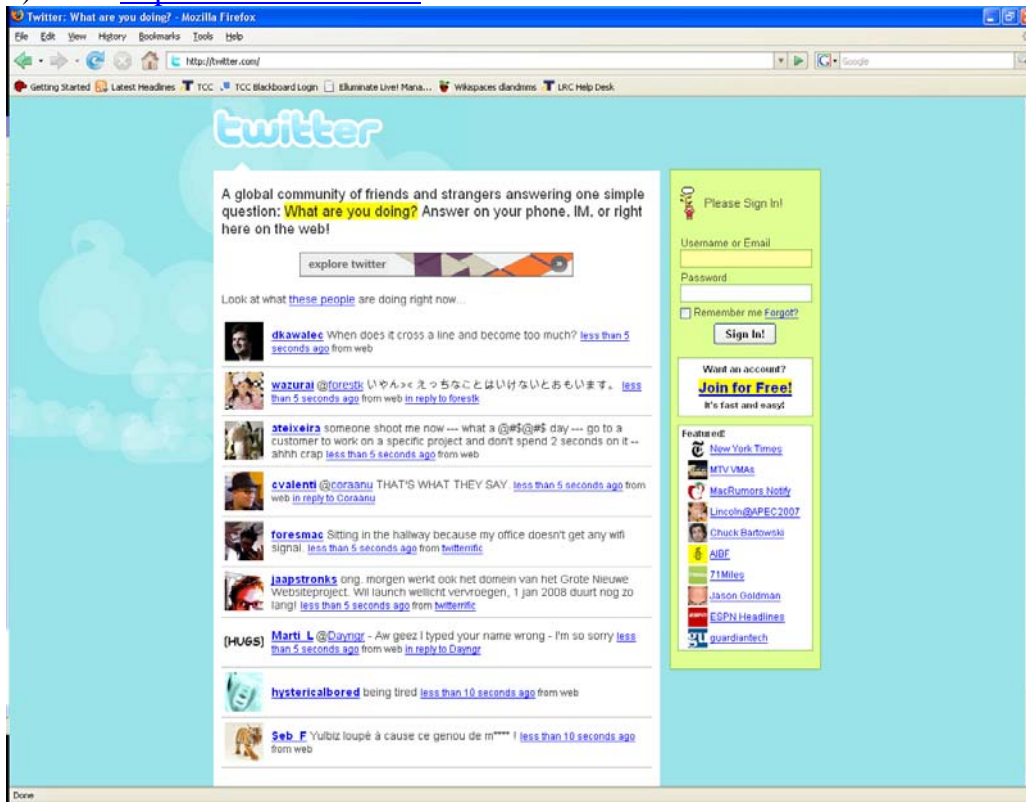 Twitter: What are you doing? - Mozilla Firefox
File Edit View History Bookmarks Tools Help
http://twitter.com/
Google
Getting Started Latest Headlines TCC TCC Blackboard Login Elluminate Live! Mana... Wikispaces diandmms LRC Help Desk
twitter
A global community of friends and strangers answering one simple
question: What are you doing? Answer on your phone, IM, or right
here on the web!
explore twitter
Look at what these people are doing right now...
dkawalec When does it cross a line and become too much? less than 5
seconds ago from web
wazurai @forestk いやん>< えっちなことはいけないとおもいます。 less
than 5 seconds ago from web in reply to forestk
ateixeira someone shoot me now --- what a @#$@#$ day --- go to a
customer to work on a specific project and don't spend 2 seconds on it --
ahhh crap less than 5 seconds ago from web
cvalenti @coraanu THAT'S WHAT THEY SAY. less than 5 seconds ago from
web in reply to Coraanu
foresmac Sitting in the hallway because my office doesn't get any wifi
signal. less than 5 seconds ago from twitterrific
jaapstronks ong. morgen werkt ook het domein van het Grote Nieuwe
Websiteproject. Wil launch wellicht vervroegen, 1 jan 2008 duurt nog zo
lang! less than 5 seconds ago from twitterrific
{HUGS}
Marti_L @Dayngr - Aw geez I typed your name wrong - I'm so sorry less
than 5 seconds ago from web in reply to Dayngr
hystericalbored being tired less than 10 seconds ago from web
Seb_F Yulbiz loupé à cause ce genou de m**** ! less than 10 seconds ago
from web
Please Sign In!
Username or Email
Password
Remember me Forgot?
Sign In!
Want an account?
Join for Free!
It's fast and easy!
Featured!
New York Times
MTV VMAs
MacRumors Notify
Lincoln@APEC2007
Chuck Bartowski
AIBF
71Miles
Jason Goldman
ESPN Headlines
guardiantech
Done